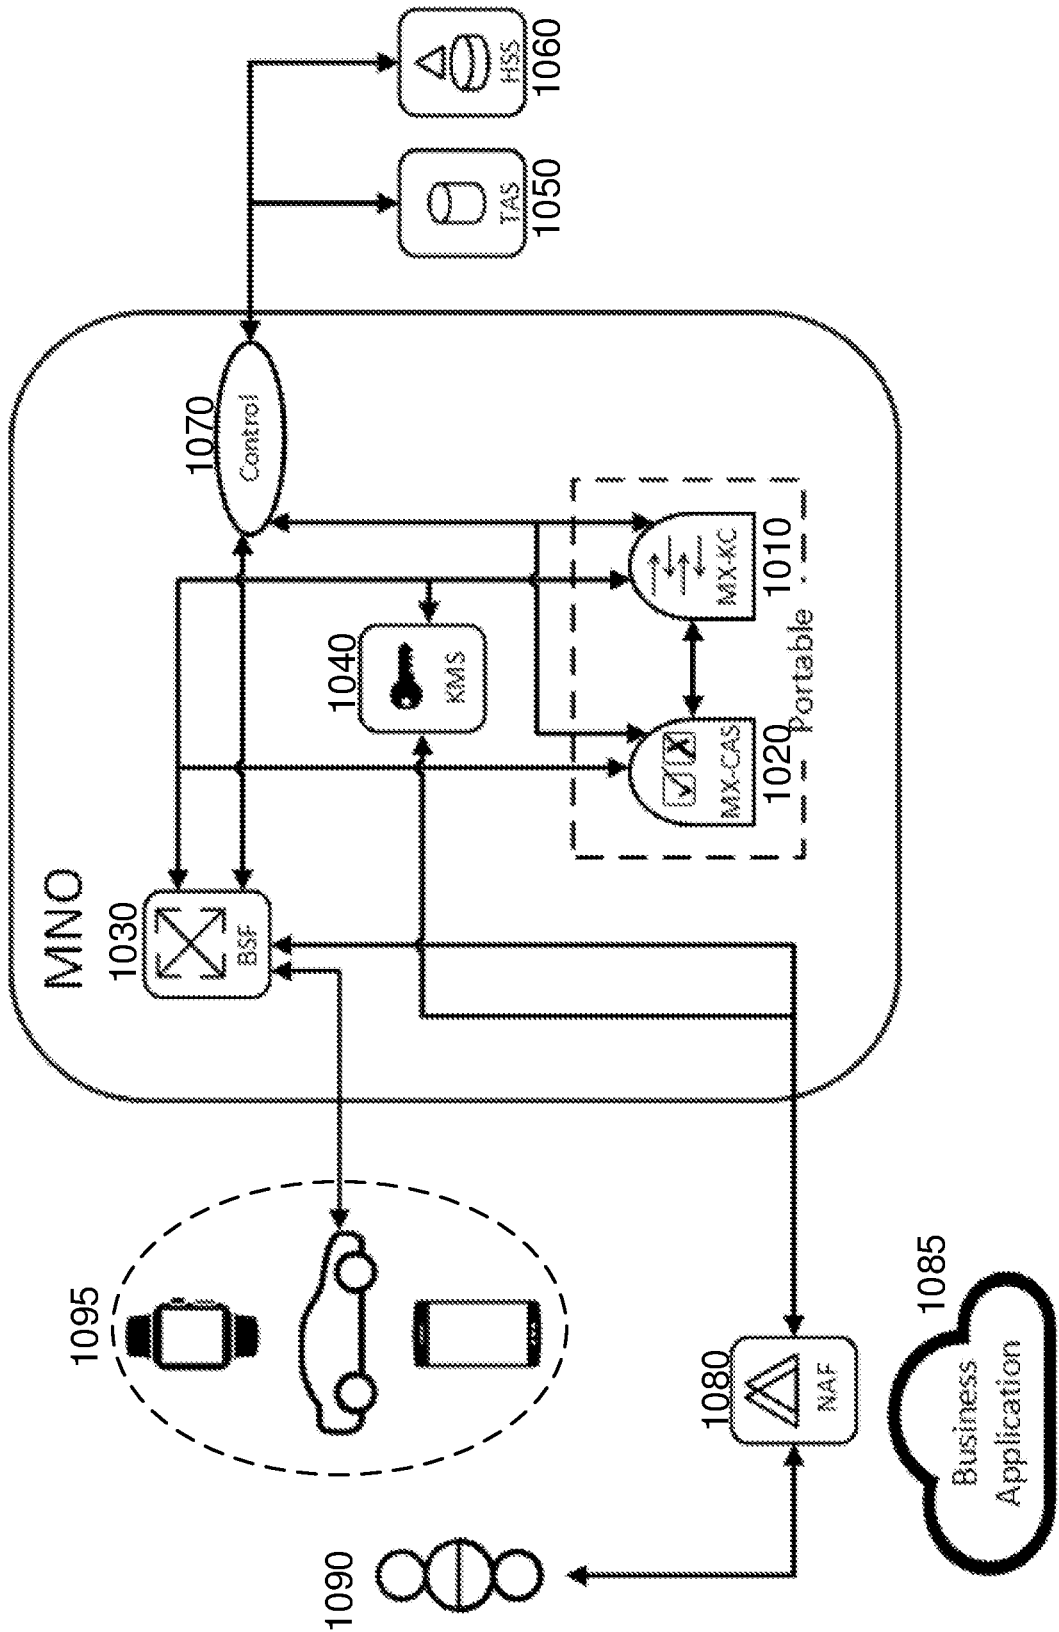 MNO
1095
1030
BSF
1070
Control
1060
HSS
1050
TAS
1040
KMS
1090
1080
NAF
1020
MX-CAS
1010
MX-KC
Portable
1085
Business
Application